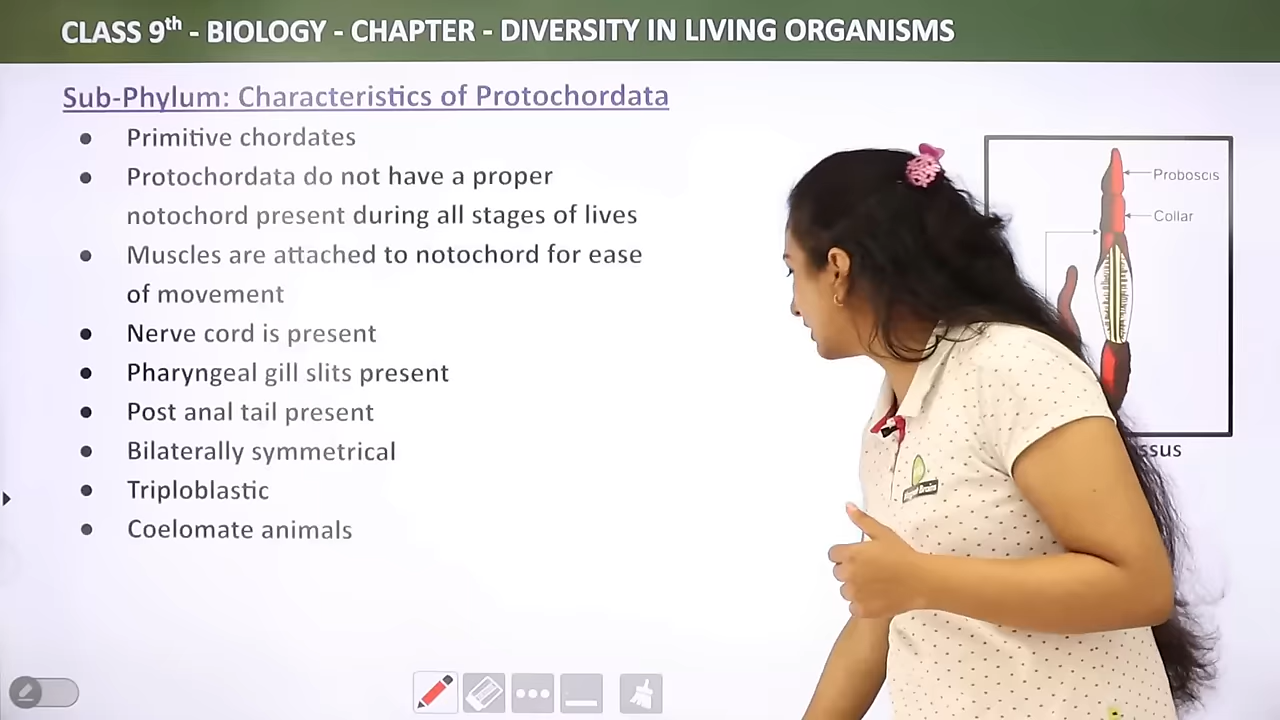 CLASS 9th - BIOLOGY - CHAPTER - DIVERSITY IN LIVING ORGANISMS
Sub-Phylum: Characteristics of Protochordata
• Primitive chordates
• Protochordata do not have a proper
notochord present during all stages of lives
• Muscles are attached to notochord for ease
of movement
• Nerve cord is present
• Pharyngeal gill slits present
• Post anal tail present
• Bilaterally symmetrical
• Triploblastic
• Coelomate animals
Proboscis
Collar
ssus
Brains